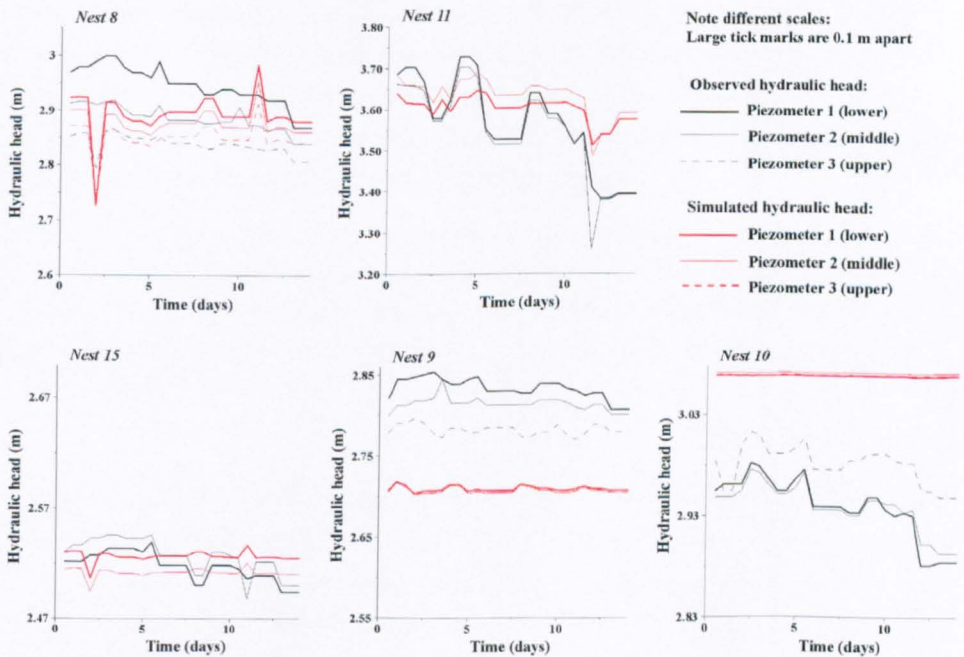 Nest 8
Hydraulic head (m)
3
2.9
2.8
2.7
2.6
0
5
10
Time (days)
Nest 11
Hydraulic head (m)
3.80
3.70
3.60
3.50
3.40
3.30
3.20
0
5
10
Time (days)
Note different scales:
Large tick marks are 0.1 m apart
Observed hydraulic head:
Piezometer 1 (lower)
Piezometer 2 (middle)
Piezometer 3 (upper)
Simulated hydraulic head:
Piezometer 1 (lower)
Piezometer 2 (middle)
Piezometer 3 (upper)
Nest 15
Hydraulic head (m)
2.67
2.57
2.47
0
5
10
Time (days)
Nest 9
Hydraulic head (m)
2.85
2.75
2.65
2.55
0
5
10
Time (days)
Nest 10
Hydraulic head (m)
3.03
2.93
2.83
0
5
10
Time (days)